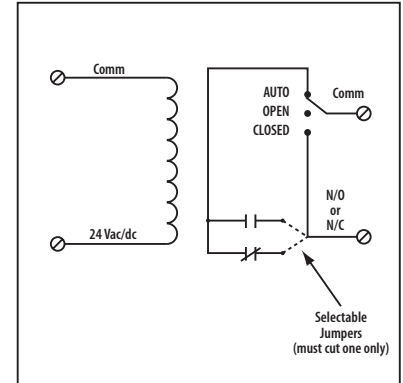 Comm
24 Vac/dc
AUTO
OPEN
CLOSED
Comm
N/O
or
N/C
Selectable
Jumpers
(must cut one only)